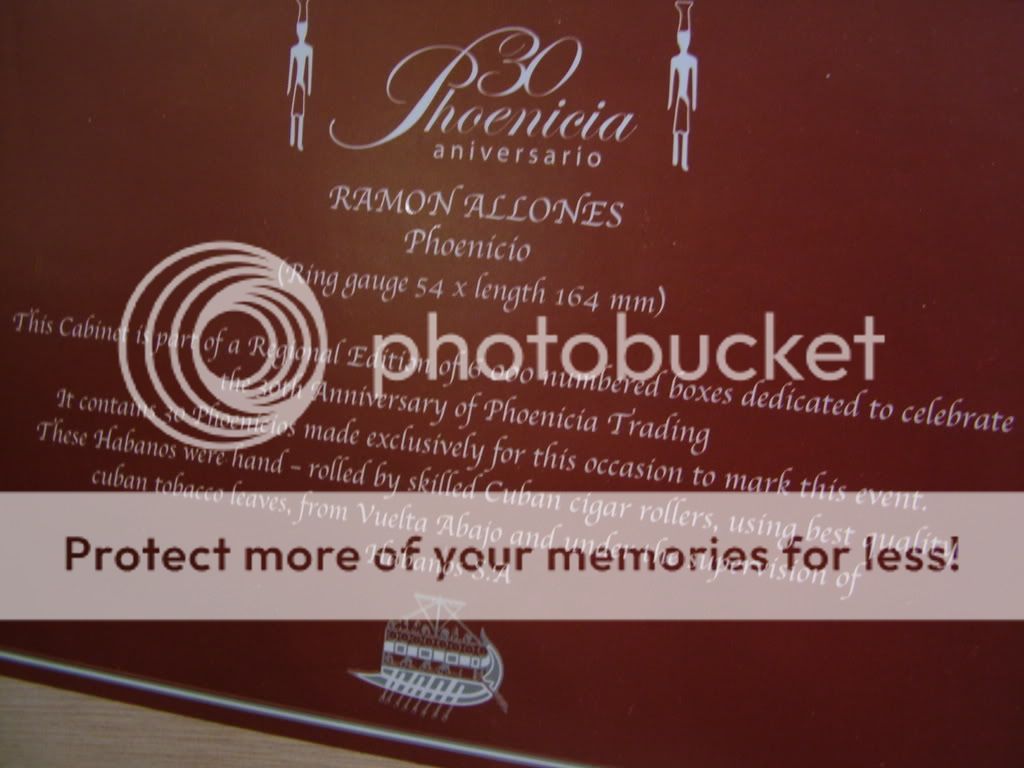 30
Phoenicia
aniversario
RAMON ALLONES
Phoenicio
(Ring gauge 54 x length 164 mm)
This Cabinet is part of a Regional Edition of 6 000 numbered boxes dedicated to celebrate
the 30th Anniversary of Phoenicia Trading
It contains 30 Phoenicios made exclusively for this occasion to mark this event.
These Habanos were hand - rolled by skilled Cuban cigar rollers, using best quality
cuban tobacco leaves, from Vuelta Abajo and under the supervision of
Habanos S.A
photobucket
Protect more of your memories for less!